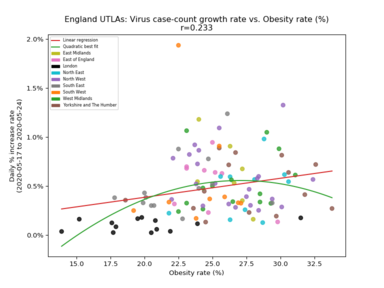 England UTLAs: Virus case-count growth rate vs. Obesity rate (%)
r=0.233
Daily % increase rate
(2020-05-17 to 2020-05-24)
2.0%
1.5%
1.0%
0.5%
0.0%
Linear regression
Quadratic best fit
East Midlands
East of England
London
North East
North West
South East
South West
West Midlands
Yorkshire and The Humber
15.0 17.5 20.0 22.5 25.0 27.5 30.0 32.5
Obesity rate (%)